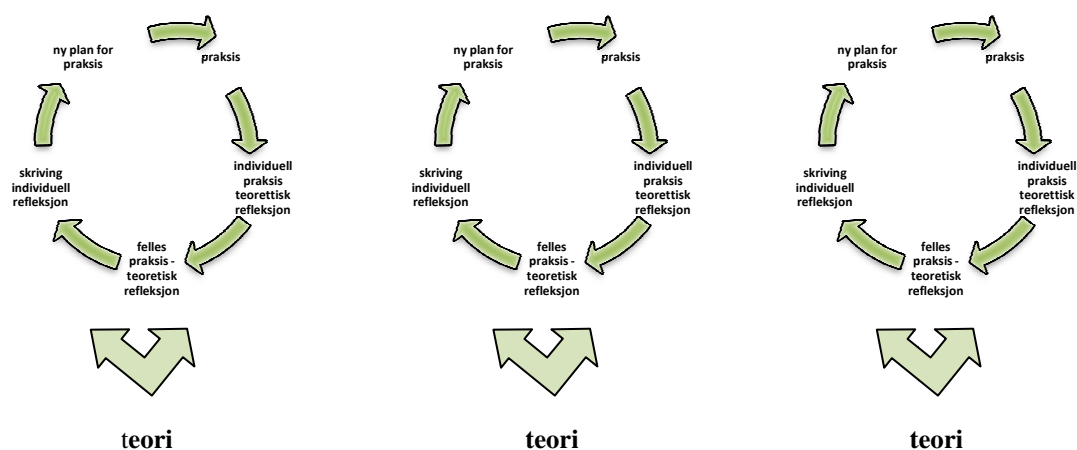 ny plan for
praksis
praksis
individuell
praksis
teorettisk
refleksjon
felles
praksis -
teoretisk
refleksjon
skriving
individuell
refleksjon
teori
ny plan for
praksis
praksis
individuell
praksis
teorettisk
refleksjon
felles
praksis -
teoretisk
refleksjon
skriving
individuell
refleksjon
teori
ny plan for
praksis
praksis
individuell
praksis
teorettisk
refleksjon
felles
praksis -
teoretisk
refleksjon
skriving
individuell
refleksjon
teori